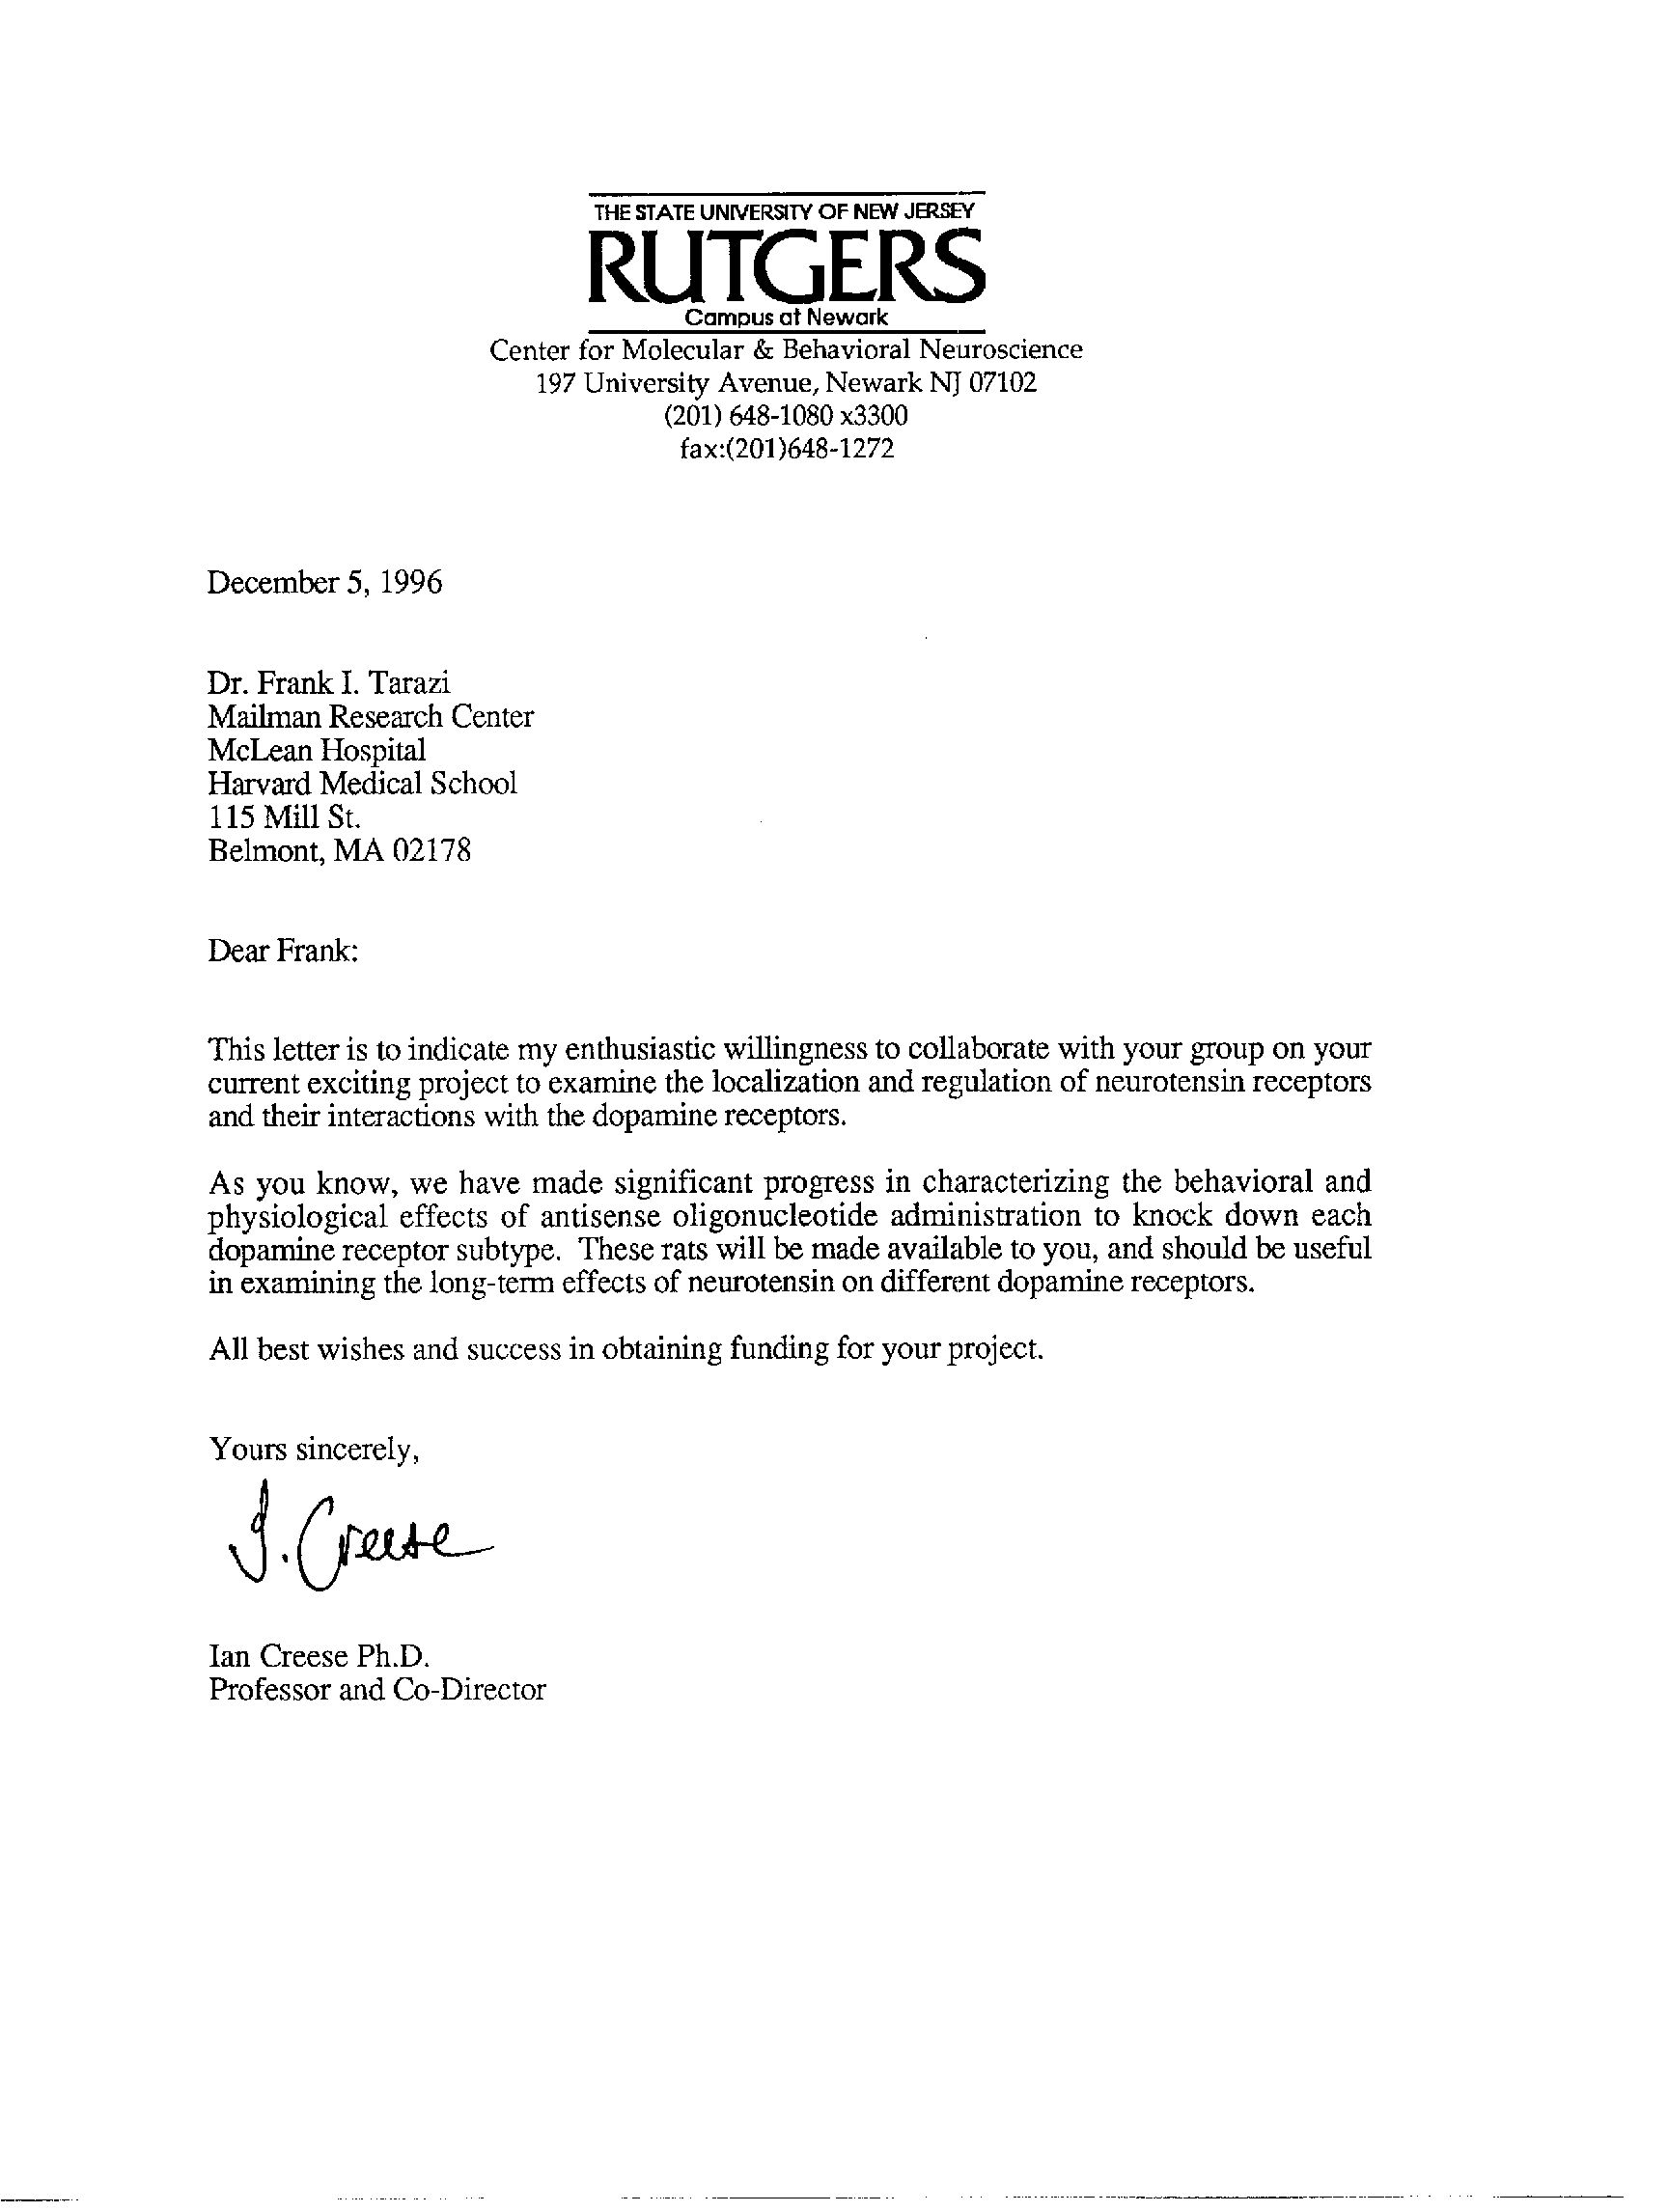 THE STATE UNIVERSITY OF NEW JERSEY
RUTGERS
Campus at Newark
Center for Molecular & Behavioral Neuroscience
197 University Avenue, Newark NJ 07102
(201) 648-1080 x3300
fax:(201)648-1272
December 5, 1996
Dr. Frank I. Tarazi
Mailman Research Center
McLean Hospital
Harvard Medical School
115 Mill St.
Belmont, MA 02178
Dear Frank:
This letter is to indicate my enthusiastic willingness to collaborate with your group on your
current exciting project to examine the localization and regulation of neurotensin receptors
and their interactions with the dopamine receptors.
As you know, we have made significant progress in characterizing the behavioral and
physiological effects of antisense oligonucleotide administration to knock down each
dopamine receptor subtype.  These rats will be made available to you, and should be useful
in examining the long-term effects of neurotensin on different dopamine receptors.
All best wishes and success in obtaining funding for your project.
Yours sincerely,
I. Creese
Ian Creese Ph.D.
Professor and Co-Director